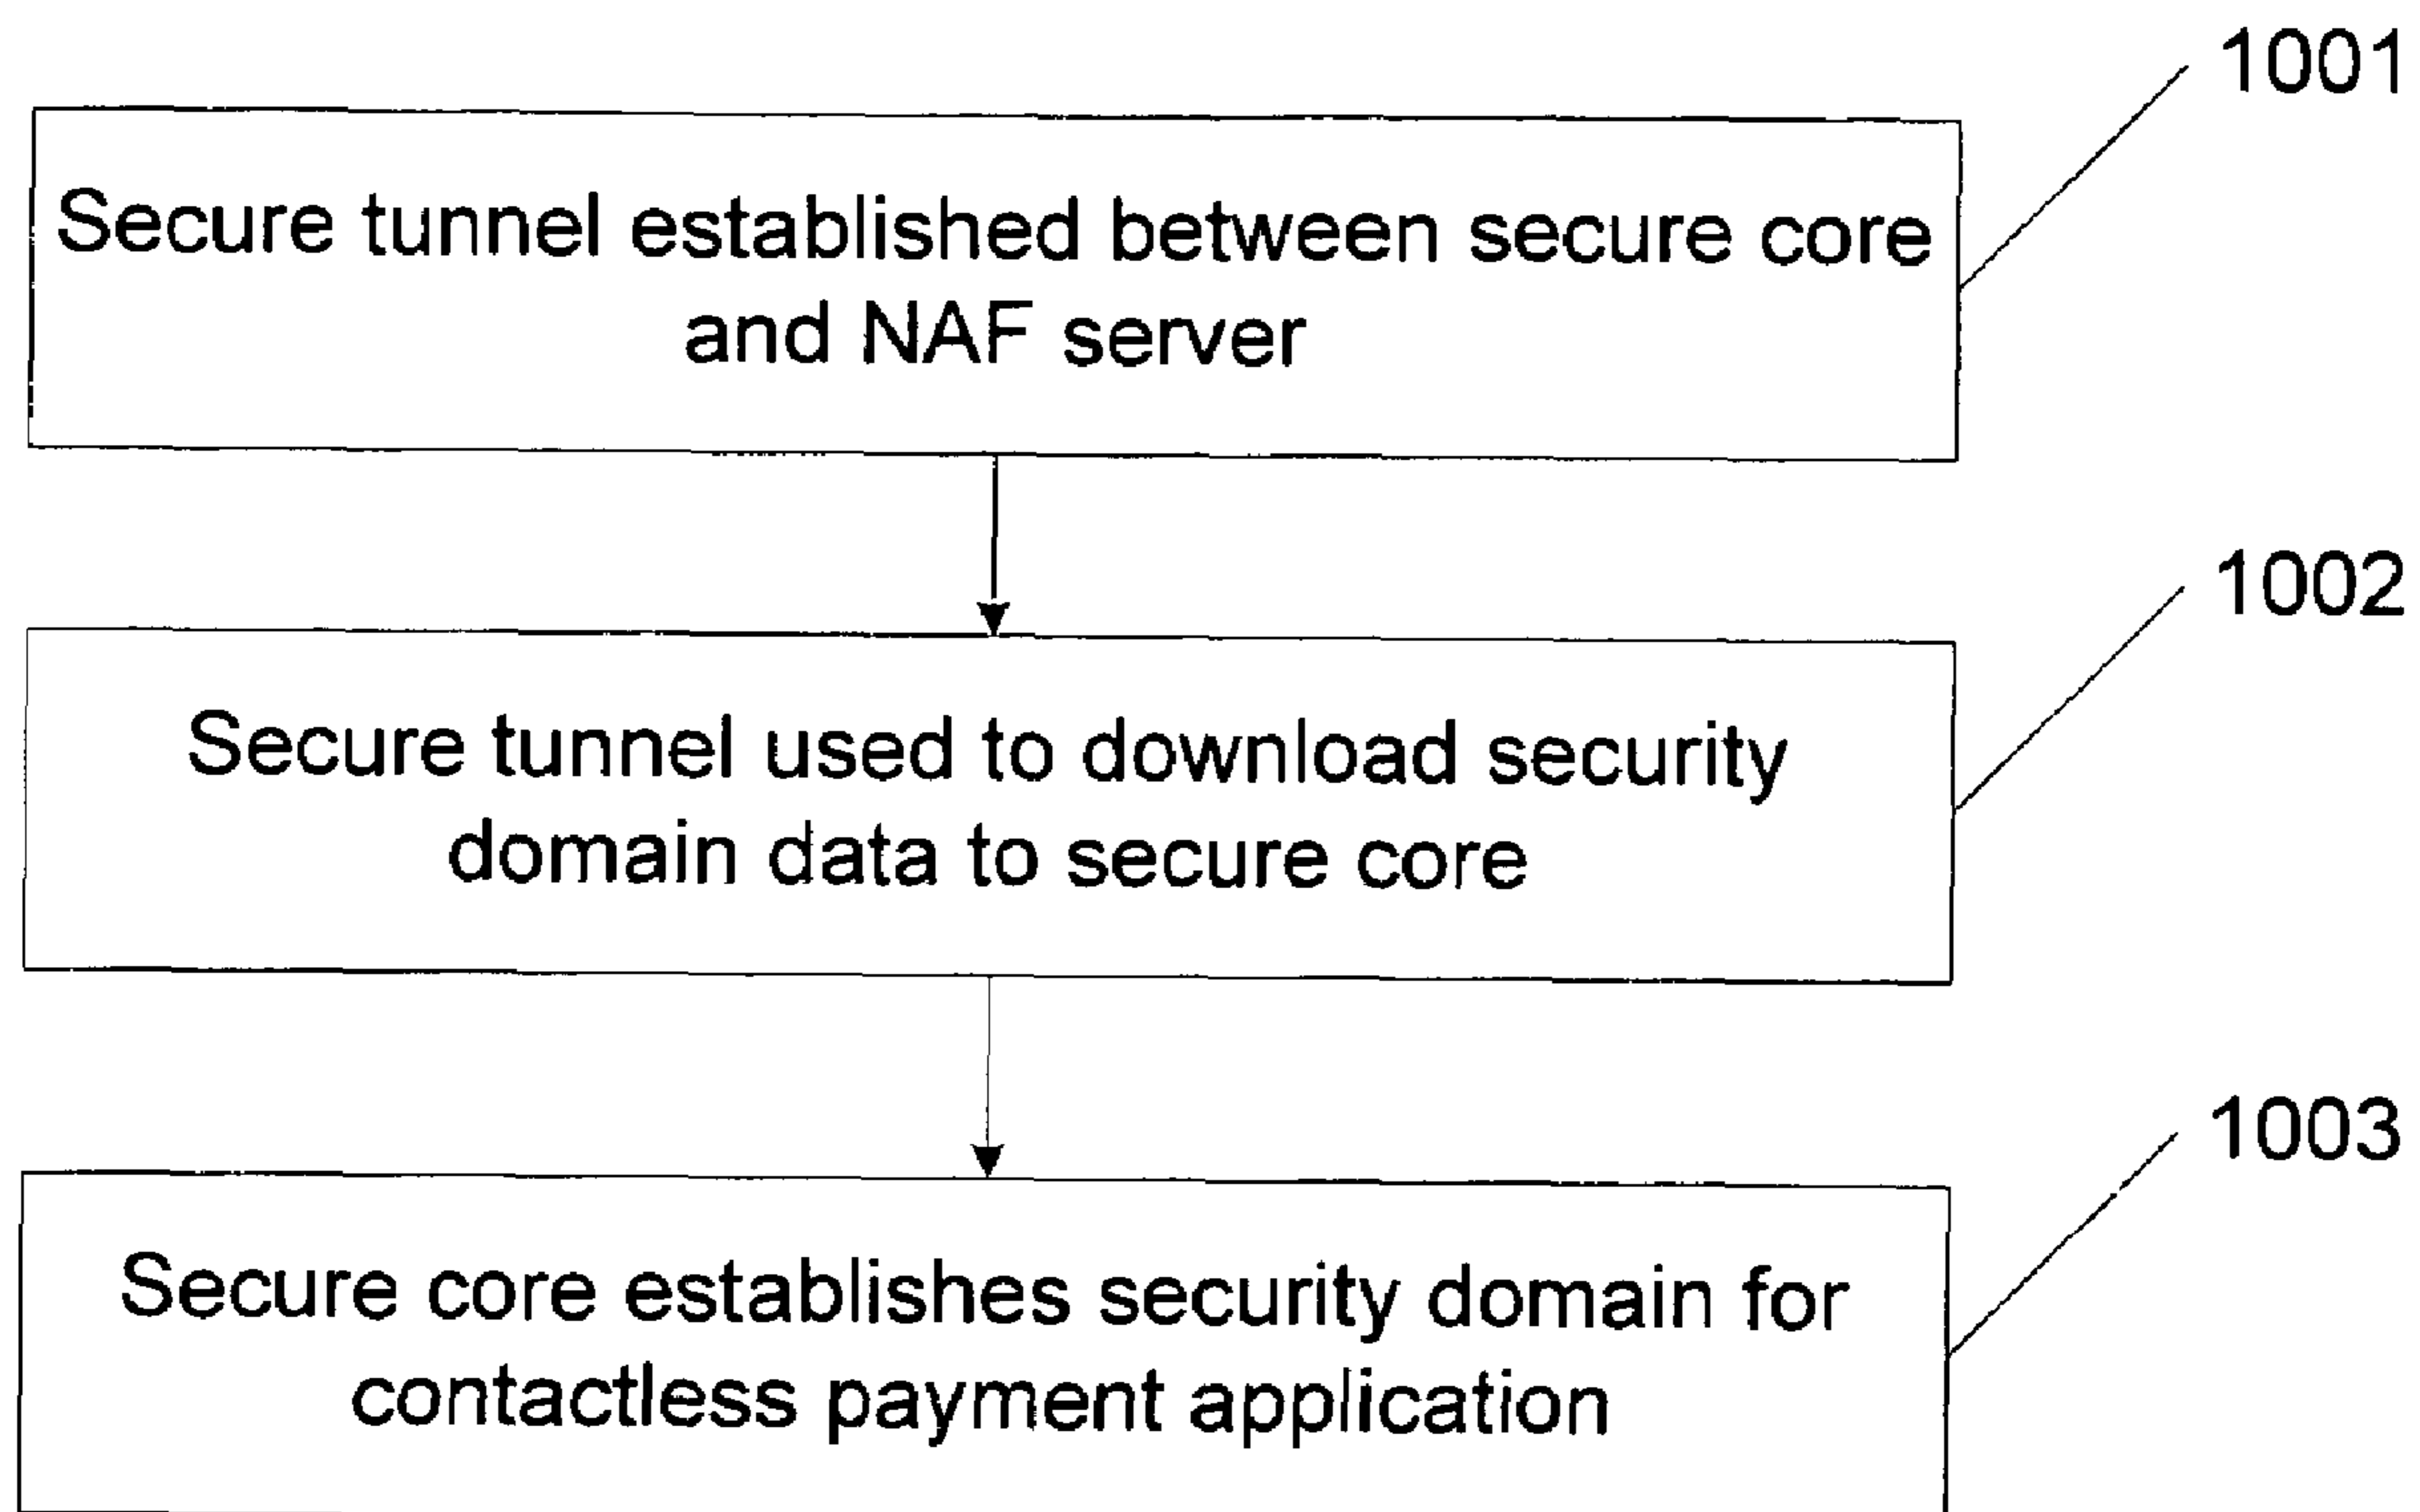 1001
Secure tunnel established between secure core
and NAF server
1002
Secure tunnel used to download security
domain data to secure core
1003
Secure core establishes security domain for
contactless payment application